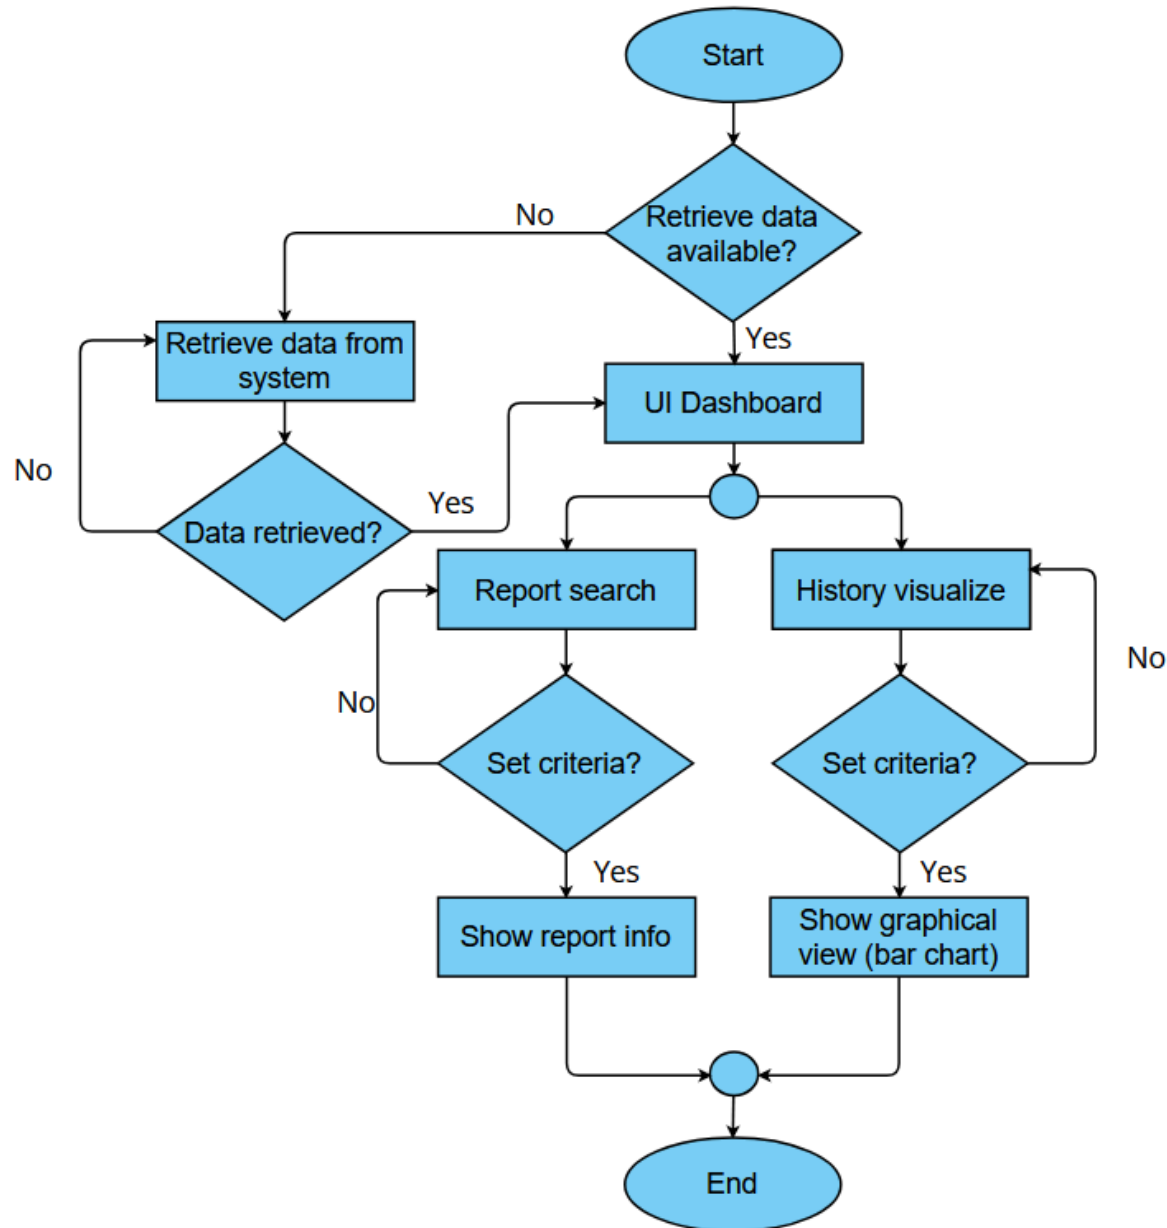 Start
No
Retrieve data
available?
Yes
Retrieve data from
system
UI Dashboard
No
Yes
Data retrieved?
Report search
History visualize
No
No
Set criteria?
Set criteria?
Yes
Yes
Show report info
Show graphical
view (bar chart)
End